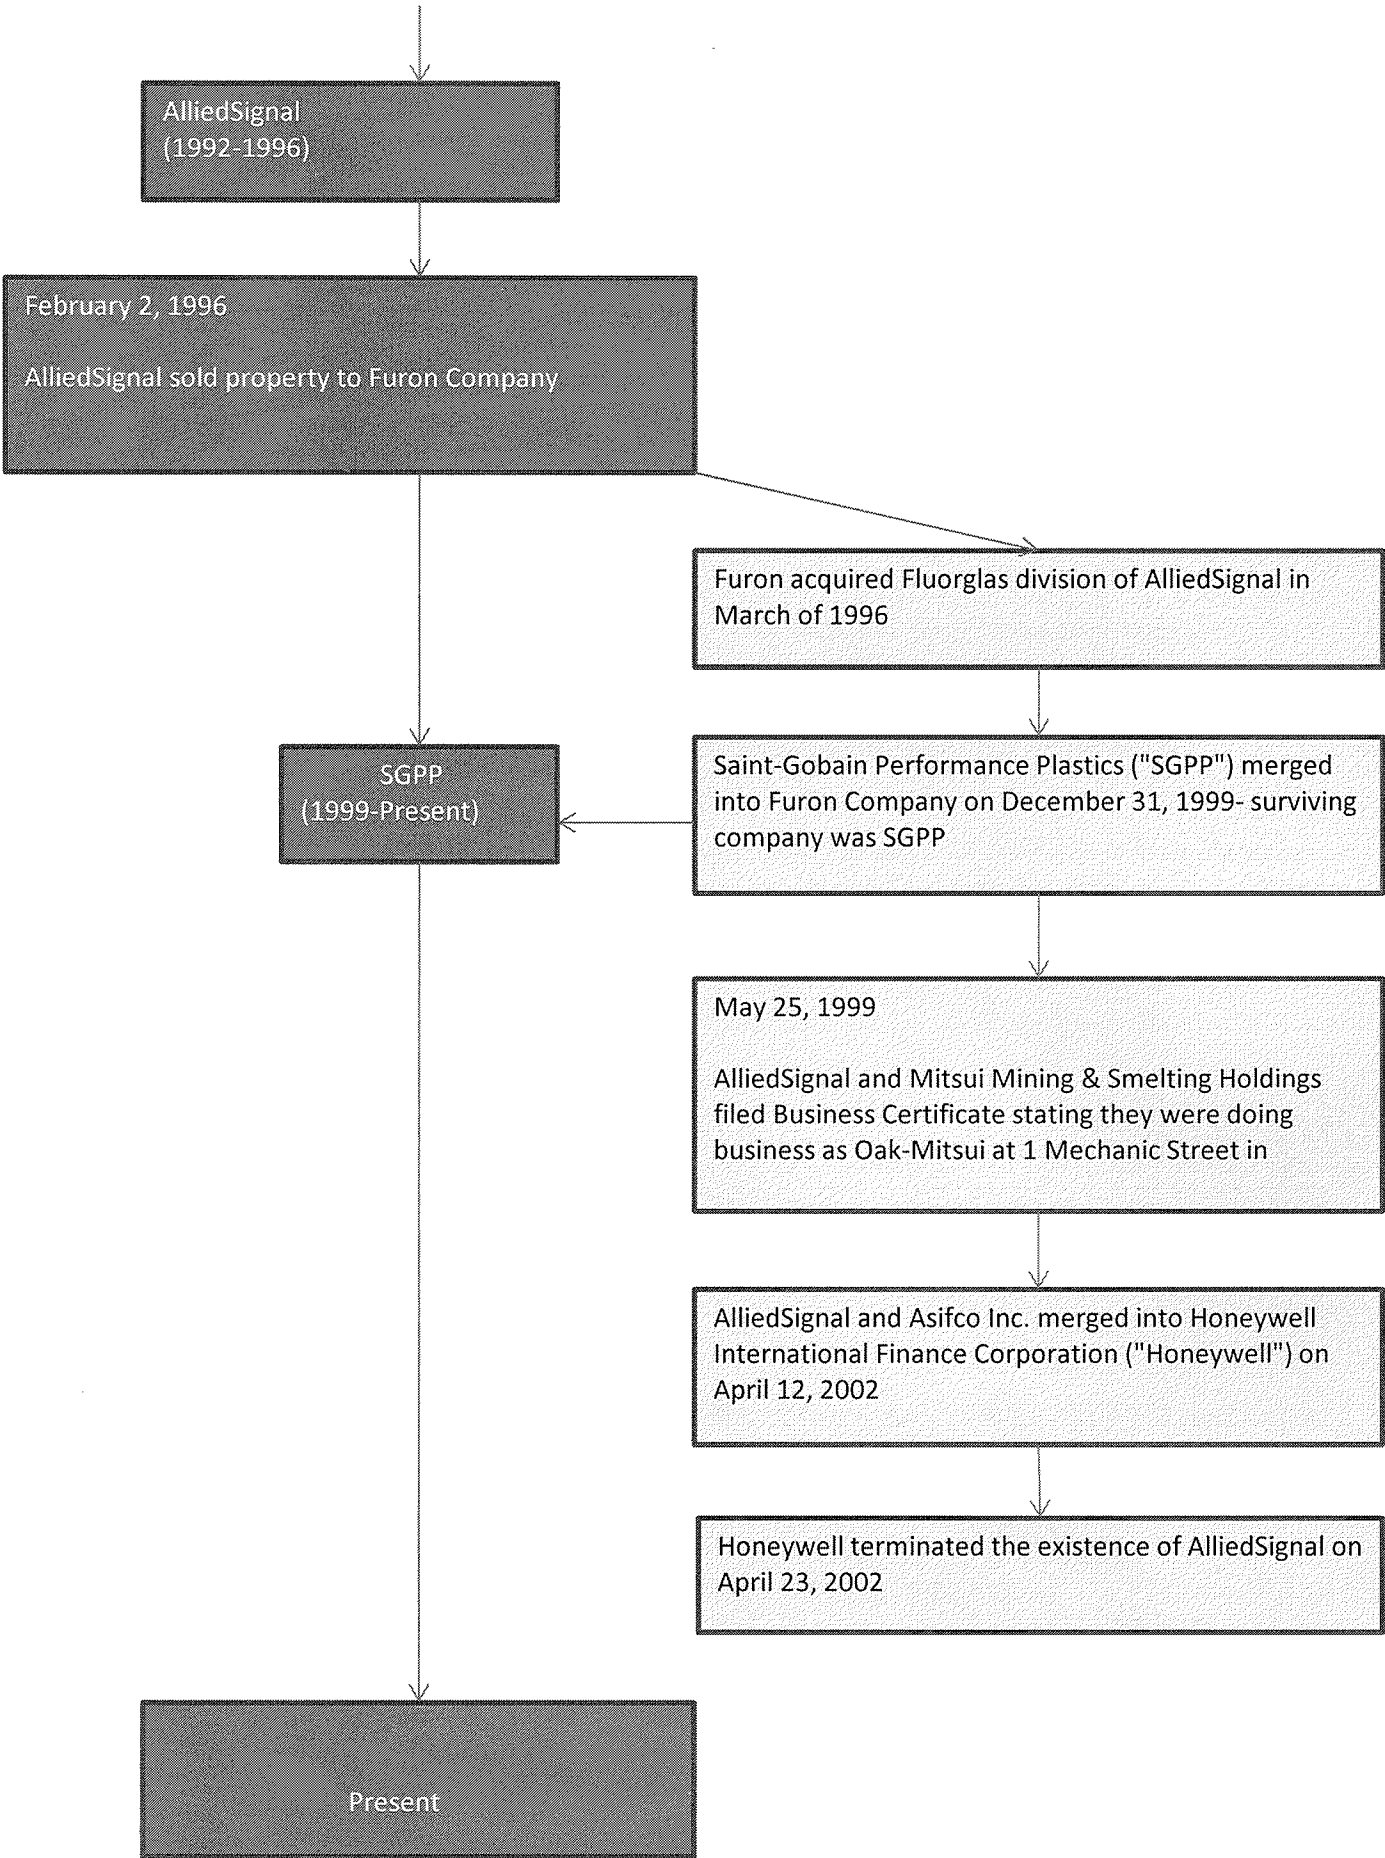 AlliedSignal
(1992-1996)
February 2, 1996
AlliedSignal sold property to Furon Company
Furon acquired Fluorglas division of AlliedSignal in
March of 1996
SGPP
(1999-Present)
Saint-Gobain Performance Plastics ("SGPP") merged
into Furon Company on December 31, 1999- surviving
company was SGPP
May 25, 1999
AlliedSignal and Mitsui Mining & Smelting Holdings
filed Business Certificate stating they were doing
business as Oak-Mitsui at 1 Mechanic Street in
AlliedSignal and Asifco Inc. merged into Honeywell
International Finance Corporation ("Honeywell") on
April 12, 2002
Honeywell terminated the existence of AlliedSignal on
April 23, 2002
Present